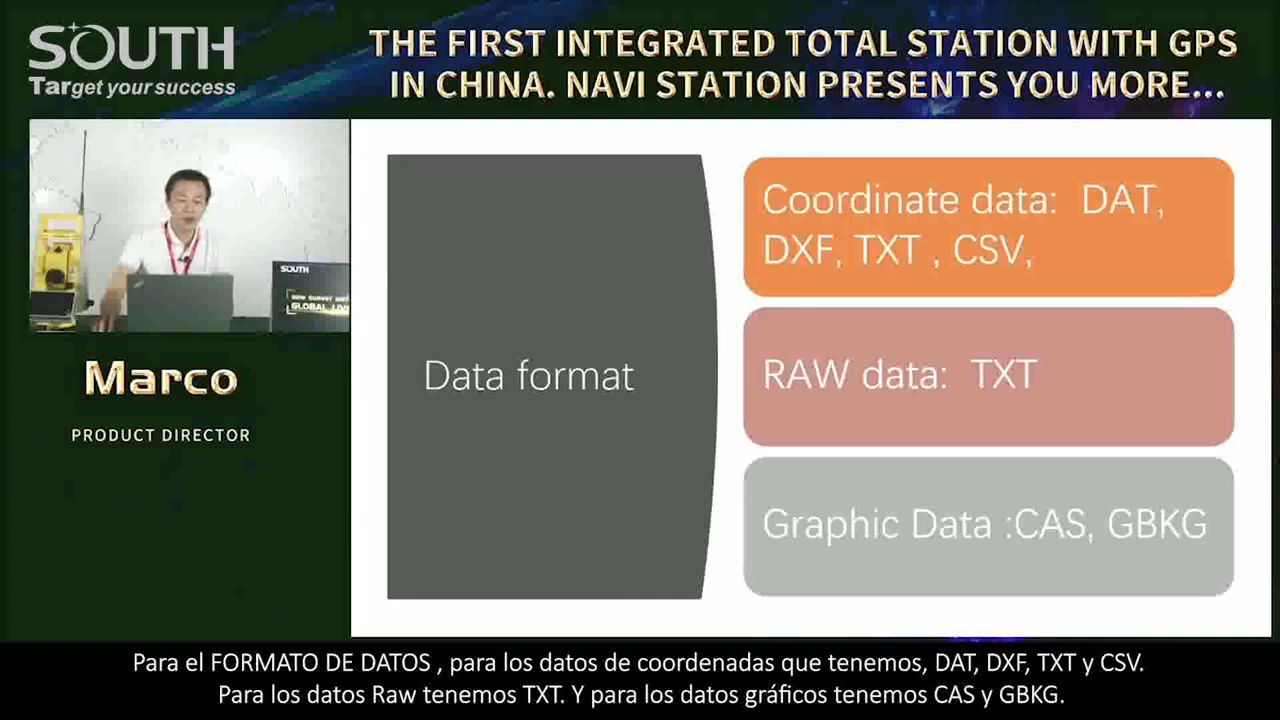 SOUTH
Target your success
THE FIRST INTEGRATED TOTAL STATION WITH GPS
IN CHINA. NAVI STATION PRESENTS YOU MORE...
SOUTH
GLOBAL LIVE
Marco
PRODUCT DIRECTOR
Data format
Coordinate data: DAT,
DXF, TXT , CSV,
RAW data: TXT
Graphic Data :CAS, GBKG
Para el FORMATO DE DATOS , para los datos de coordenadas que tenemos, DAT, DXF, TXT y CSV.
Para los datos Raw tenemos TXT. Y para los datos gráficos tenemos CAS y GBKG.